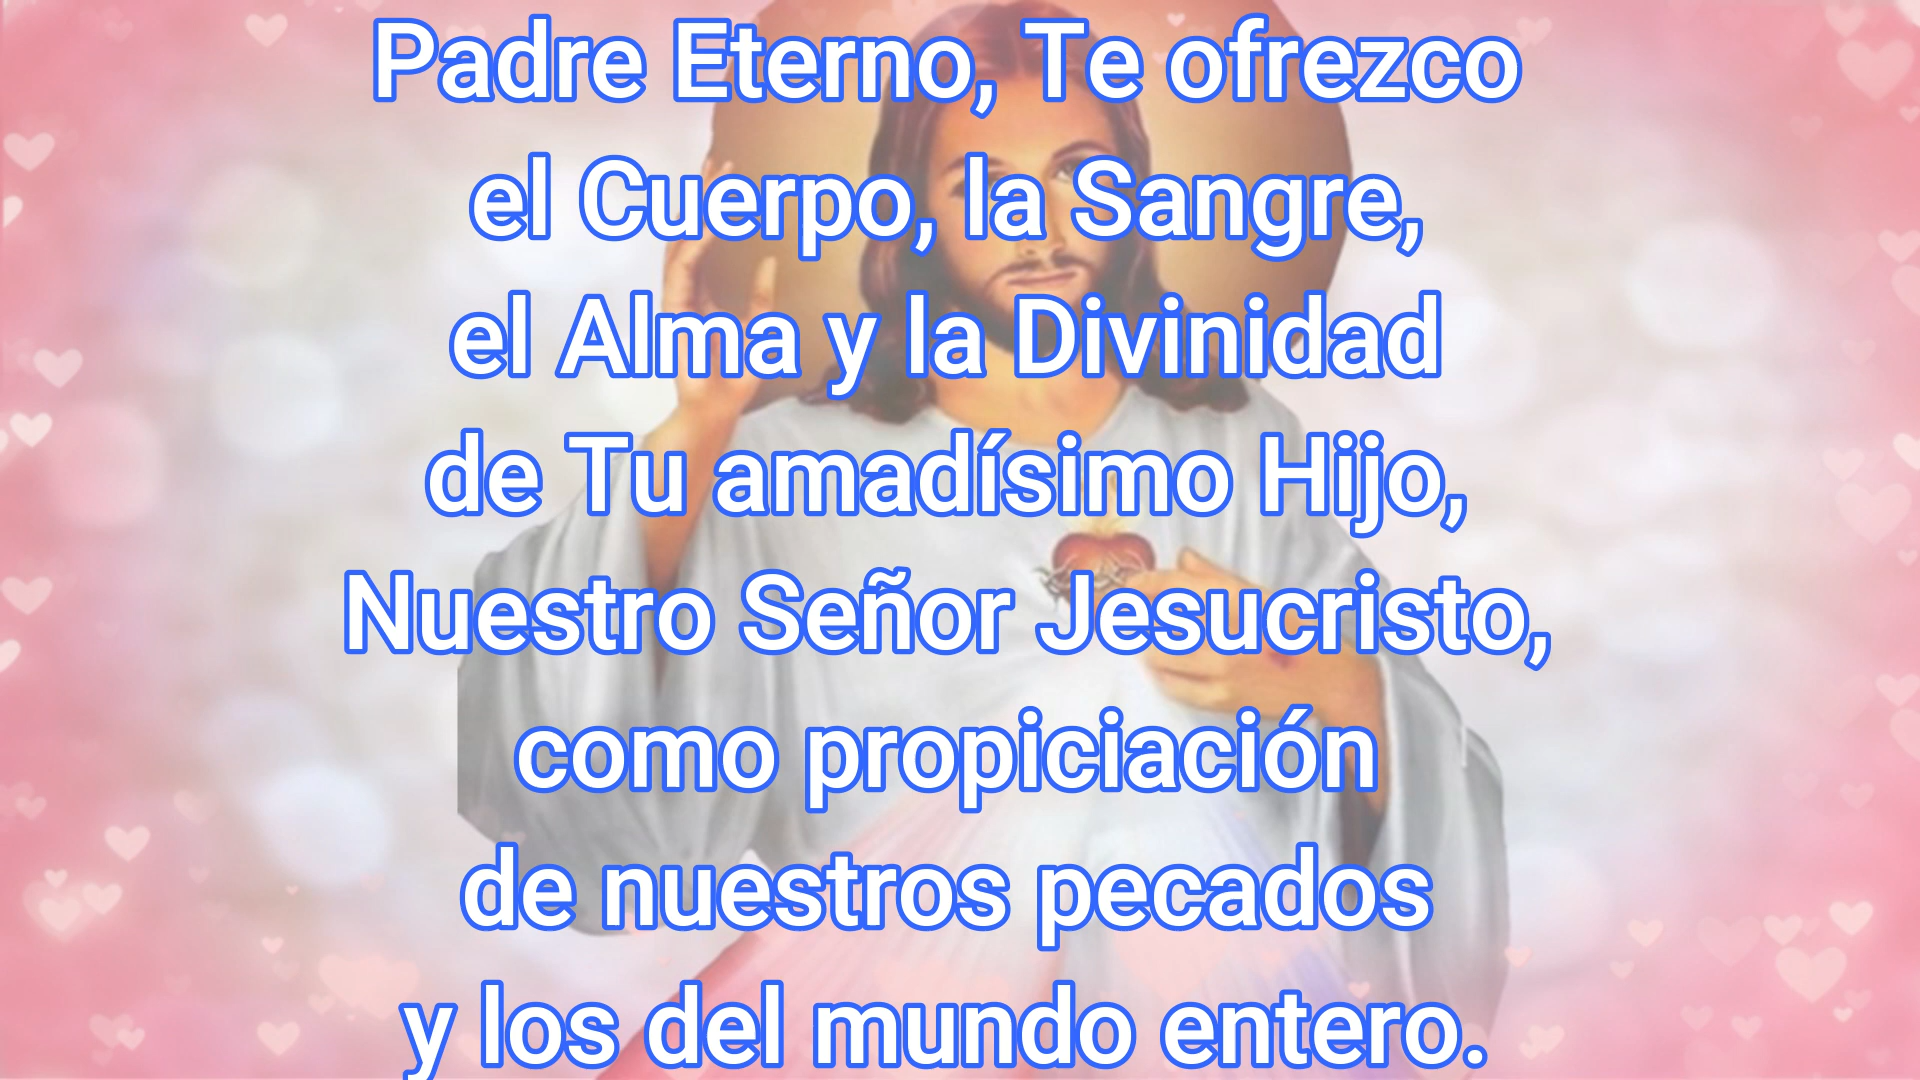 Padre Eterno, Te ofrezco
el Cuerpo, la Sangre,
el Alma y la Divinidad
de Tu amadísimo Hijo,
Nuestro Señor Jesucristo,
como propiciación
de nuestros pecados
y los del mundo entero.